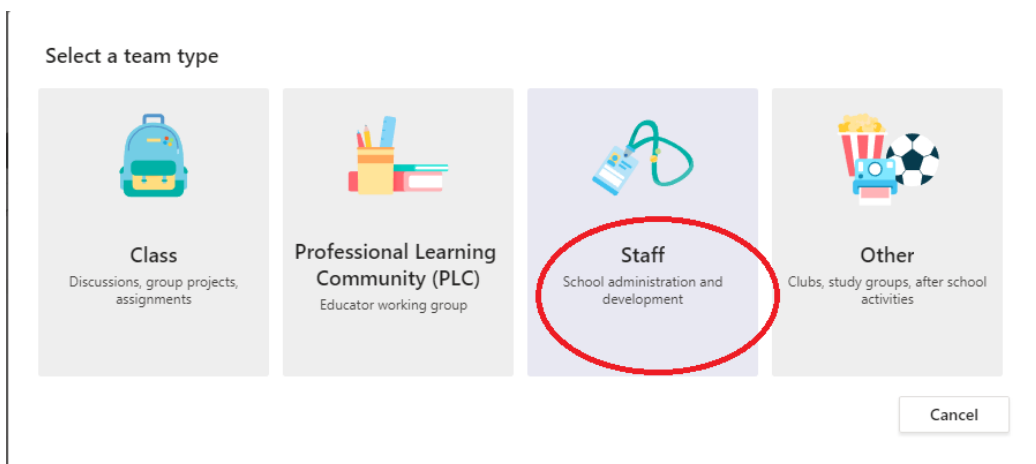 Select a team type
Class
Discussions, group projects,
assignments
Professional Learning
Community (PLC)
Educator working group
Staff
School administration and
development
Other
Clubs, study groups, after school
activities
Cancel